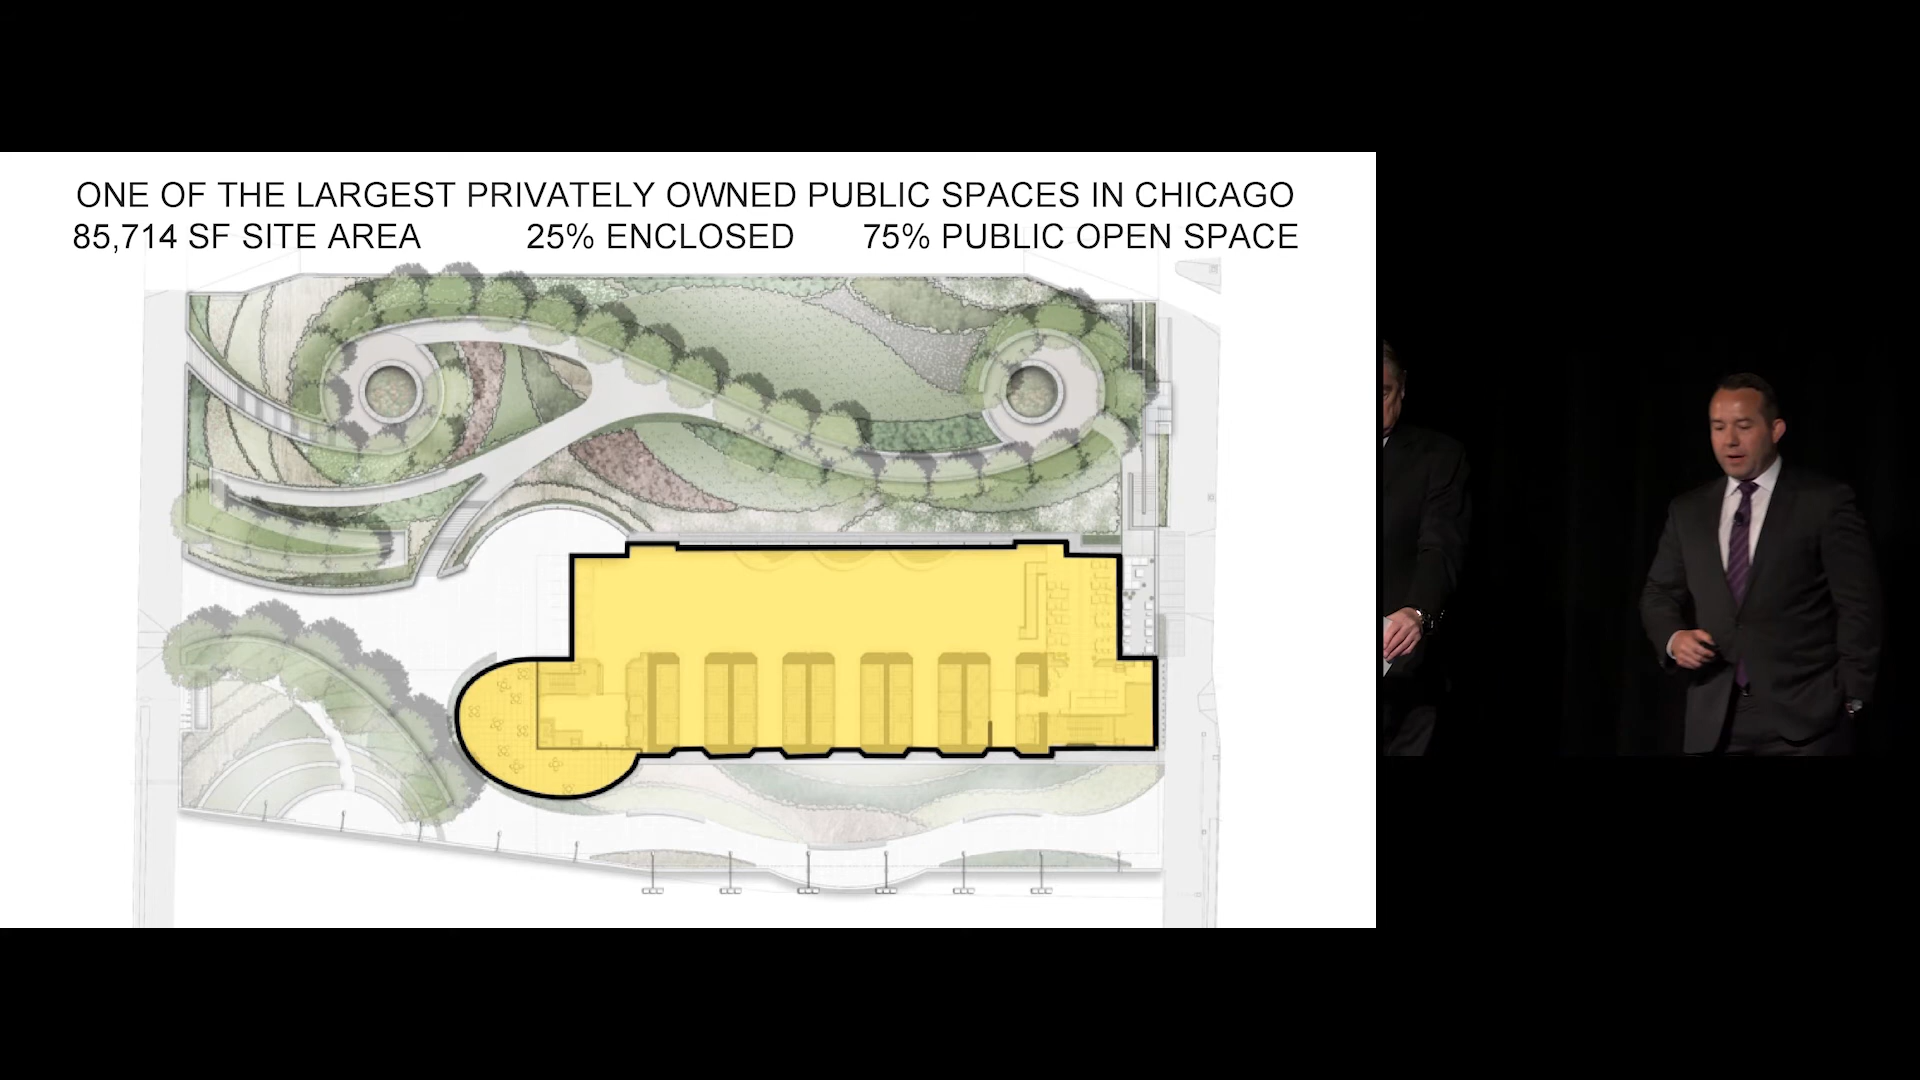 ONE OF THE LARGEST PRIVATELY OWNED PUBLIC SPACES IN CHICAGO
85,714 SF SITE AREA 25% ENCLOSED 75% PUBLIC OPEN SPACE